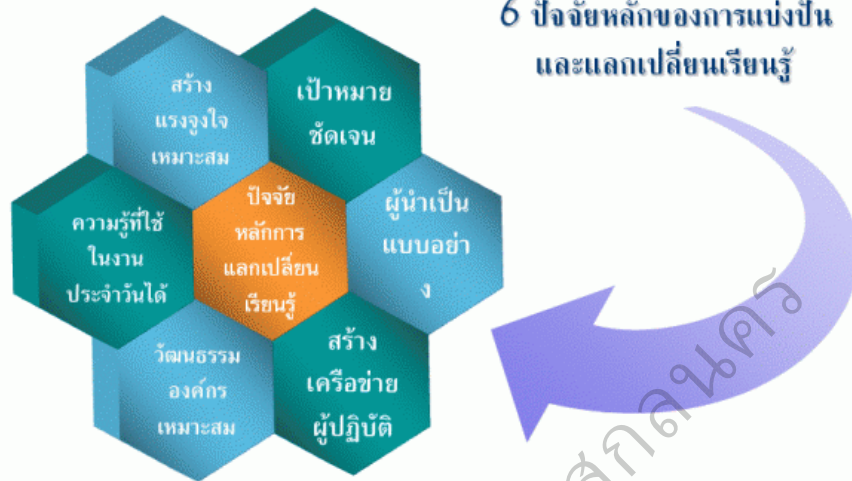 6 ปัจจัยหลักของการแบ่งปัน
และแลกเปลี่ยนเรียนรู้
สร้าง
แรงจูงใจ
เหมาะสม
เป้าหมาย
ชัดเจน
ความรู้ที่ใช้
ในงาน
ประจำวันได้
ปัจจัย
หลักการ
แลกเปลี่ยน
เรียนรู้
ผู้นำเป็น
แบบอย่า
ง
วัฒนธรรม
องค์กร
เหมาะสม
สร้าง
เครือข่าย
ผู้ปฏิบัติ
สกลนคร